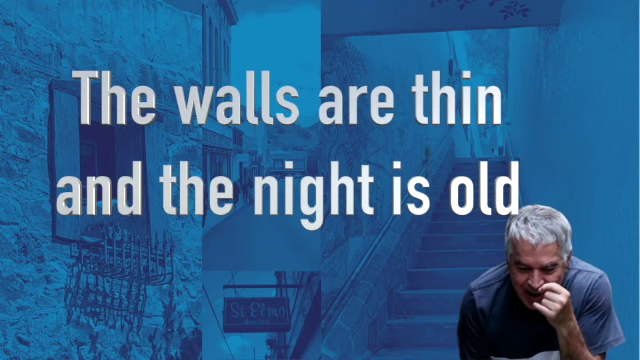 The walls are thin
and the night is old
St Elmo